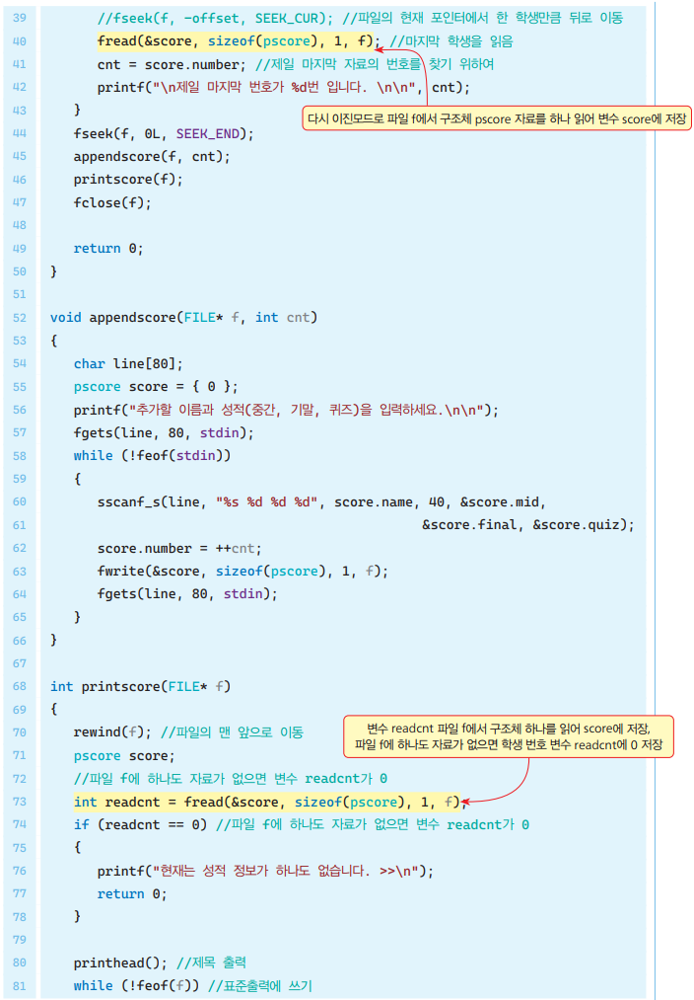 39 //fseek(f, -offset, SEEK_CUR); //파일의 현재 포인터에서 한 학생만큼 뒤로 이동
40 fread(&score, sizeof(pscore), 1, f); //마지막 학생을 읽음
41 cnt = score.number; //제일 마지막 자료의 번호를 찾기 위하여
42 printf("\n제일 마지막 번호가 %d번 입니다. \n\n", cnt);
43 }
다시 이진모드로 파일 f에서 구조체 pscore 자료를 하나 읽어 변수 score에 저장
44 fseek(f, 0L, SEEK_END);
45 appendscore(f, cnt);
46 printscore(f);
47 fclose(f);
48
49 return 0;
50 }
51
52 void appendscore(FILE* f, int cnt)
53 {
54 char line[80];
55 pscore score = { 0 };
56 printf("추가할 이름과 성적(중간, 기말, 퀴즈)을 입력하세요.\n\n");
57 fgets(line, 80, stdin);
58 while (!feof(stdin))
59 {
60 sscanf_s(line, "%s %d %d %d", score.name, 40, &score.mid,
61 &score.final, &score.quiz);
62 score.number = ++cnt;
63 fwrite(&score, sizeof(pscore), 1, f);
64 fgets(line, 80, stdin);
65 }
66 }
67
68 int printscore(FILE* f)
69 {
70 rewind(f); //파일의 맨 앞으로 이동
변수 readcnt 파일 f에서 구조체 하나를 읽어 score에 저장,
파일 f에 하나도 자료가 없으면 학생 번호 변수 readcnt에 0 저장
71 pscore score;
72 //파일 f에 하나도 자료가 없으면 변수 readcnt가 0
73 int readcnt = fread(&score, sizeof(pscore), 1, f);
74 if (readcnt == 0) //파일 f에 하나도 자료가 없으면 변수 readcnt가 0
75 {
76 printf("현재는 성적 정보가 하나도 없습니다. >>\n");
77 return 0;
78 }
79
80 printhead(); //제목 출력
81 while (!feof(f)) //표준출력에 쓰기